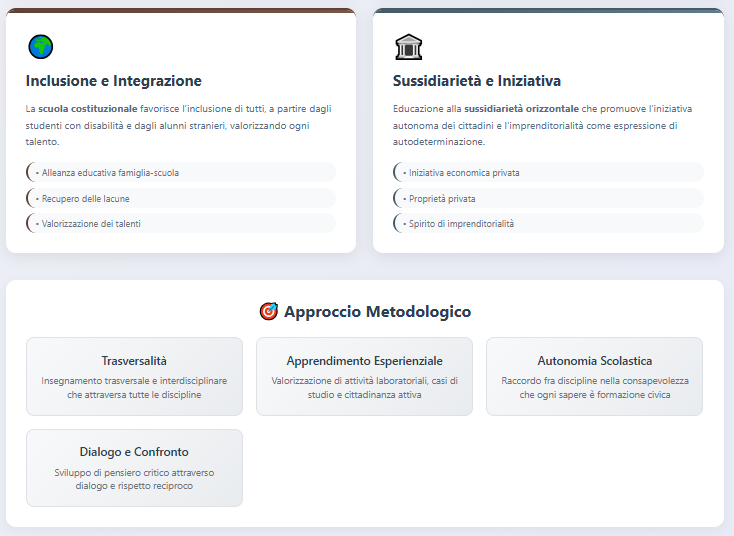 Inclusione e Integrazione
La scuola costituzionale favorisce l'inclusione di tutti, a partire dagli
studenti con disabilità e dagli alunni stranieri, valorizzando ogni
talento.
• Alleanza educativa famiglia-scuola
• Recupero delle lacune
• Valorizzazione dei talenti
Sussidiarietà e Iniziativa
Educazione alla sussidiarietà orizzontale che promuove l'iniziativa
autonoma dei cittadini e l'imprenditorialità come espressione di
autodeterminazione.
• Iniziativa economica privata
• Proprietà privata
• Spirito di imprenditorialità
Approccio Metodologico
Trasversalità
Insegnamento trasversale e interdisciplinare
che attraversa tutte le discipline
Apprendimento Esperienziale
Valorizzazione di attività laboratoriali, casi di
studio e cittadinanza attiva
Autonomia Scolastica
Raccordo fra discipline nella consapevolezza
che ogni sapere è formazione civica
Dialogo e Confronto
Sviluppo di pensiero critico attraverso
dialogo e rispetto reciproco